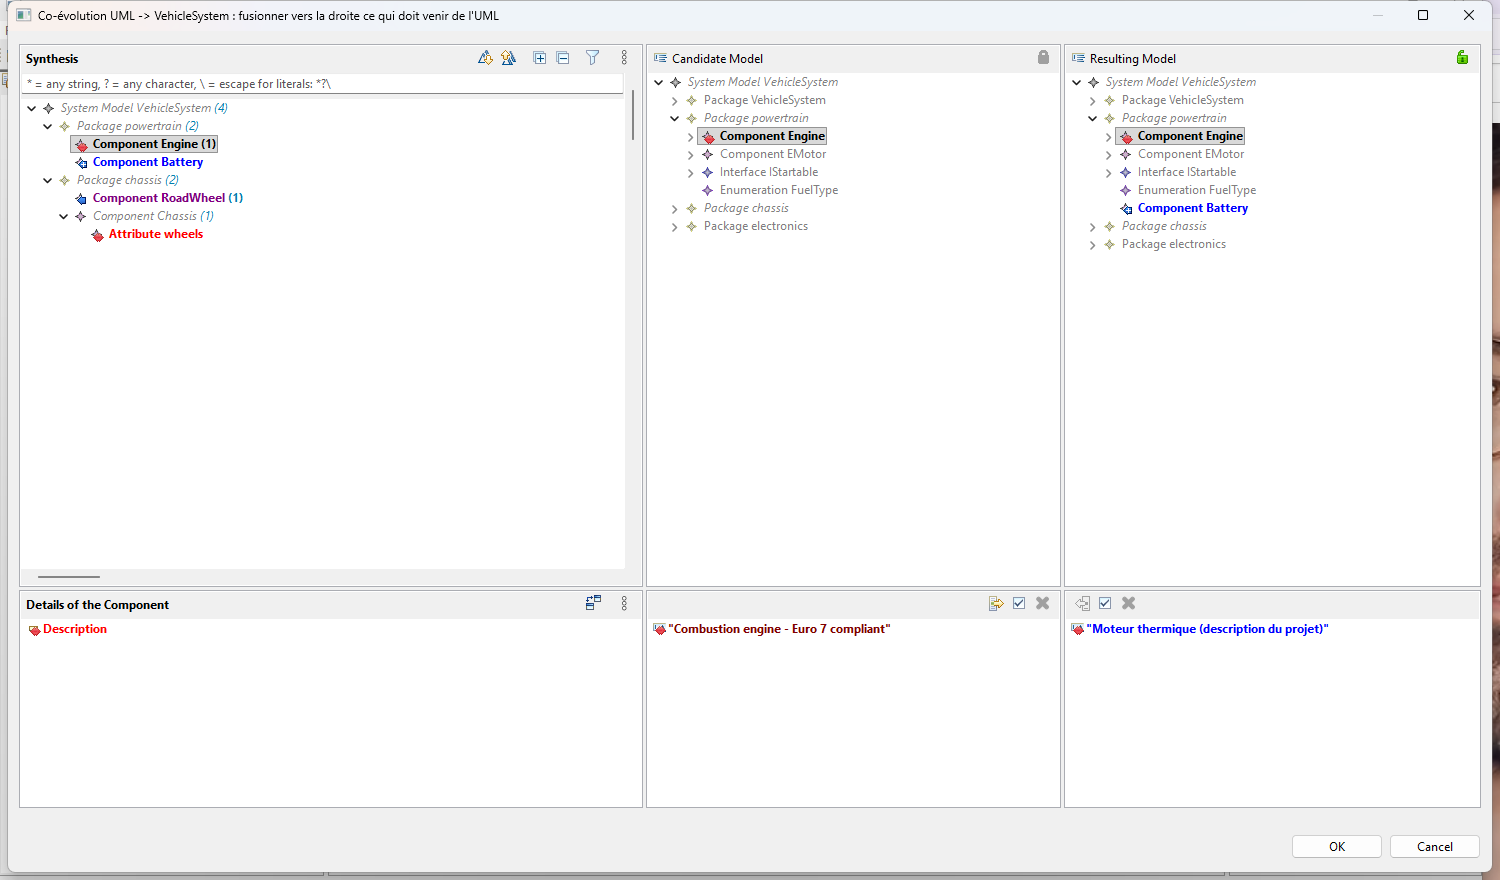 Co-évolution UML -> VehicleSystem : fusionner vers la droite ce qui doit venir de l'UML
Synthesis
* = any string, ? = any character, \ = escape for literals: *?\
System Model VehicleSystem (4)
Package powertrain (2)
Component Engine (1)
Component Battery
Package chassis (2)
Component RoadWheel (1)
Component Chassis (1)
Attribute wheels
Candidate Model
System Model VehicleSystem
Package VehicleSystem
Package powertrain
Component Engine
Component EMotor
Interface IStartable
Enumeration FuelType
Package chassis
Package electronics
Resulting Model
System Model VehicleSystem
Package VehicleSystem
Package powertrain
Component Engine
Component EMotor
Interface IStartable
Enumeration FuelType
Component Battery
Package chassis
Package electronics
Details of the Component
Description
"Combustion engine - Euro 7 compliant"
"Moteur thermique (description du projet)"
OK
Cancel